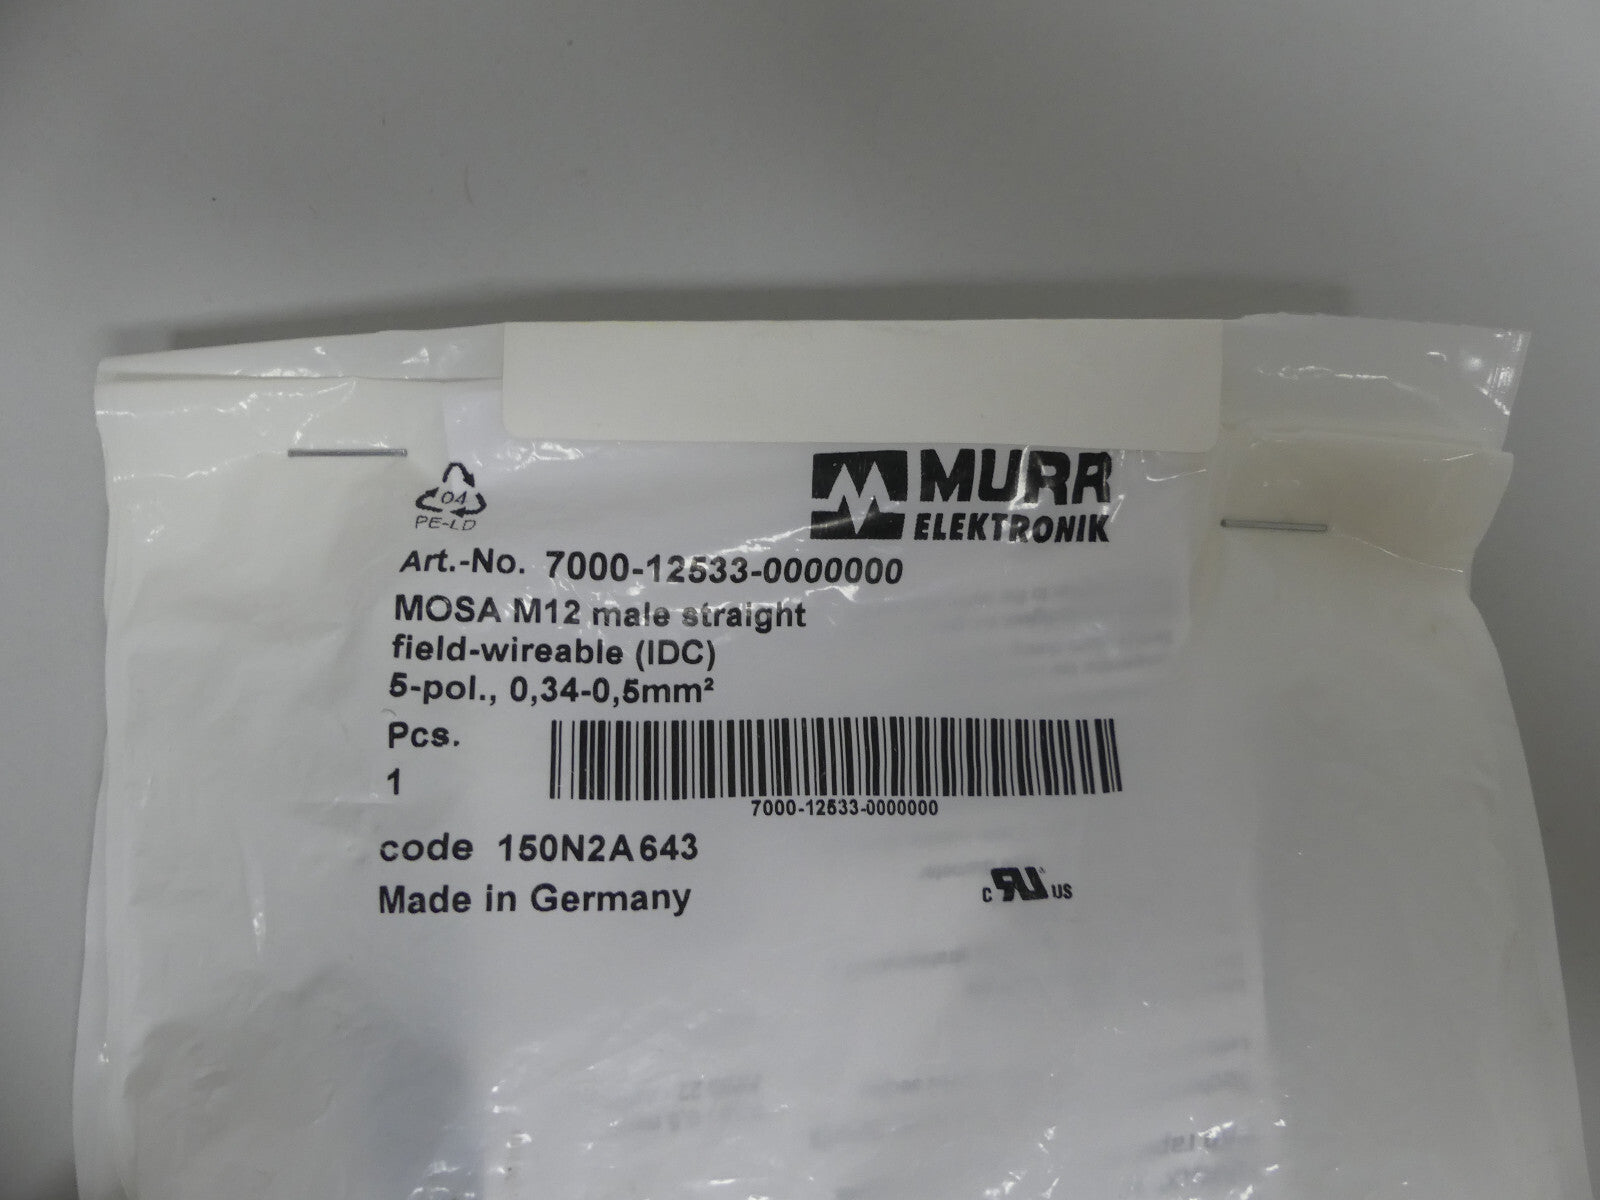 MURR
ELEKTRONIK
04
PE-LD
Art.-No. 7000-12533-0000000
MOSA M12 male straight
field-wireable (IDC)
5-pol., 0,34-0,5mm²
Pcs.
1
7000-12533-0000000
code 150N2A643
Made in Germany
c RU US